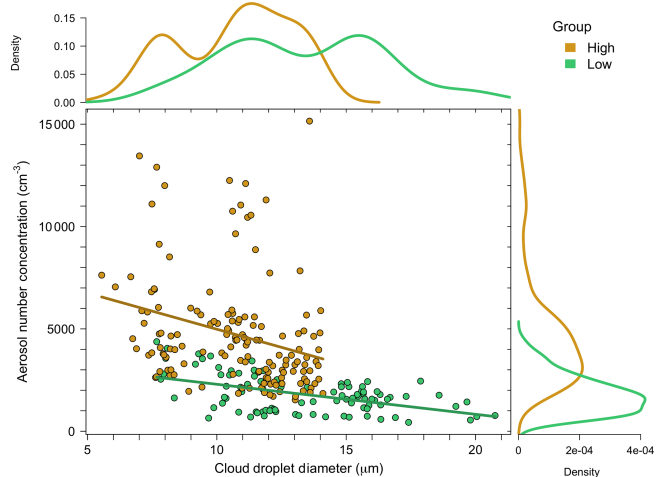 Group
High
Low
Density
0.15
0.10
0.05
0.00
Aerosol number concentration (cm⁻³)
15000
10000
5000
0
5
10
15
20
Cloud droplet diameter (μm)
0
2e-04
4e-04
Density